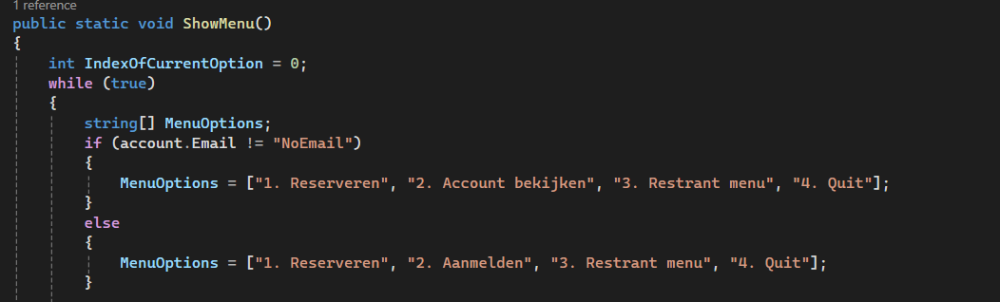 1 reference
public static void ShowMenu()
{
int IndexOfCurrentOption = 0;
while (true)
{
string[] MenuOptions;
if (account.Email != "NoEmail")
{
MenuOptions = ["1. Reserveren", "2. Account bekijken", "3. Restrant menu", "4. Quit"];
}
else
{
MenuOptions = ["1. Reserveren", "2. Aanmelden", "3. Restrant menu", "4. Quit"];
}